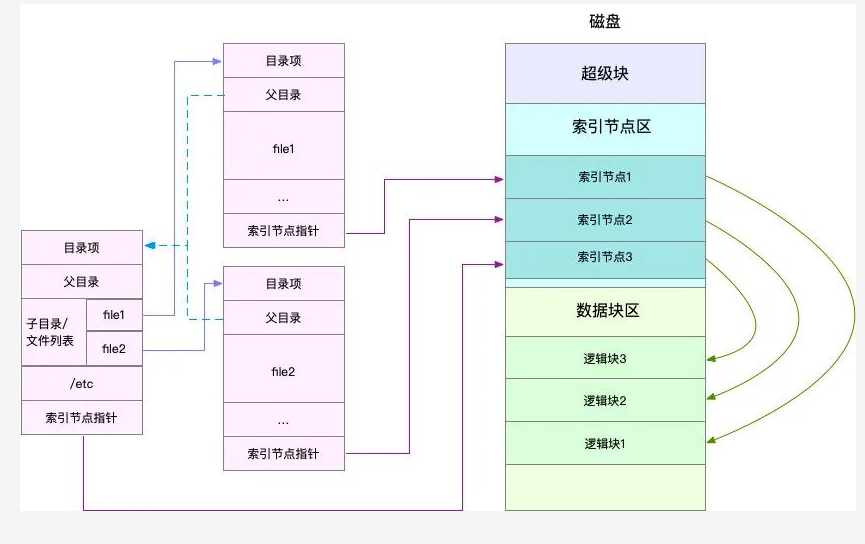 磁盘
目录项
父目录
file1
...
索引节点指针
目录项
父目录
子目录/
文件列表
file1
file2
/etc
索引节点指针
目录项
父目录
file2
...
索引节点指针
超级块
索引节点区
索引节点1
索引节点2
索引节点3
数据块区
逻辑块3
逻辑块2
逻辑块1